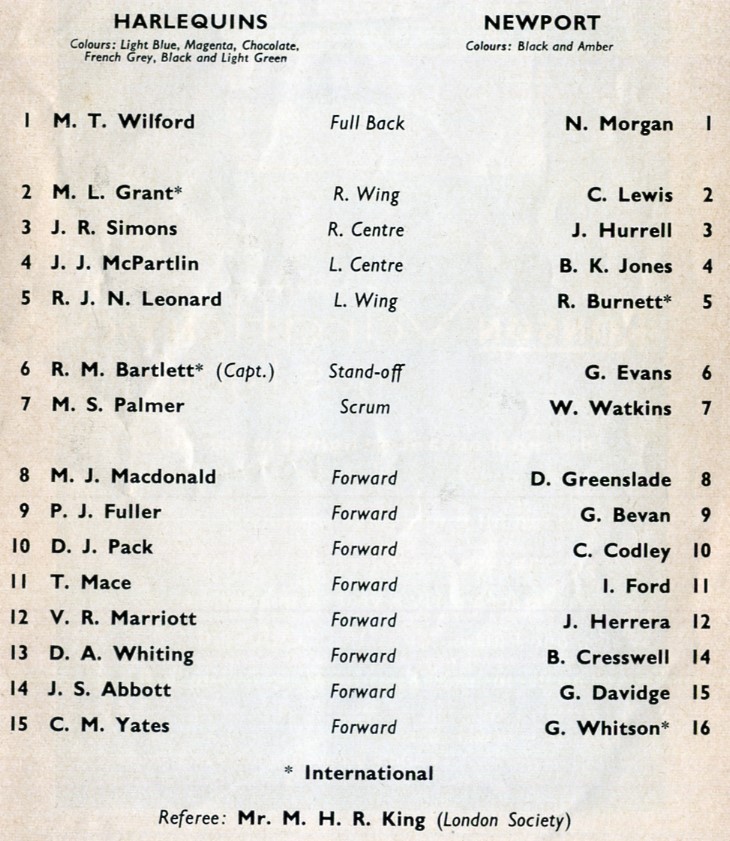 HARLEQUINS NEWPORT
Colours: Light Blue, Magenta, Chocolate, Colours: Black and Amber
French Grey, Black and Light Green
1 M. T. Wilford Full Back N. Morgan 1
2 M. L. Grant* R. Wing C. Lewis 2
3 J. R. Simons R. Centre J. Hurrell 3
4 J. J. McPartlin L. Centre B. K. Jones 4
5 R. J. N. Leonard L. Wing R. Burnett* 5
6 R. M. Bartlett* (Capt.) Stand-off G. Evans 6
7 M. S. Palmer Scrum W. Watkins 7
8 M. J. Macdonald Forward D. Greenslade 8
9 P. J. Fuller Forward G. Bevan 9
10 D. J. Pack Forward C. Codley 10
11 T. Mace Forward I. Ford 11
12 V. R. Marriott Forward J. Herrera 12
13 D. A. Whiting Forward B. Cresswell 14
14 J. S. Abbott Forward G. Davidge 15
15 C. M. Yates Forward G. Whitson* 16
* International
Referee: Mr. M. H. R. King (London Society)